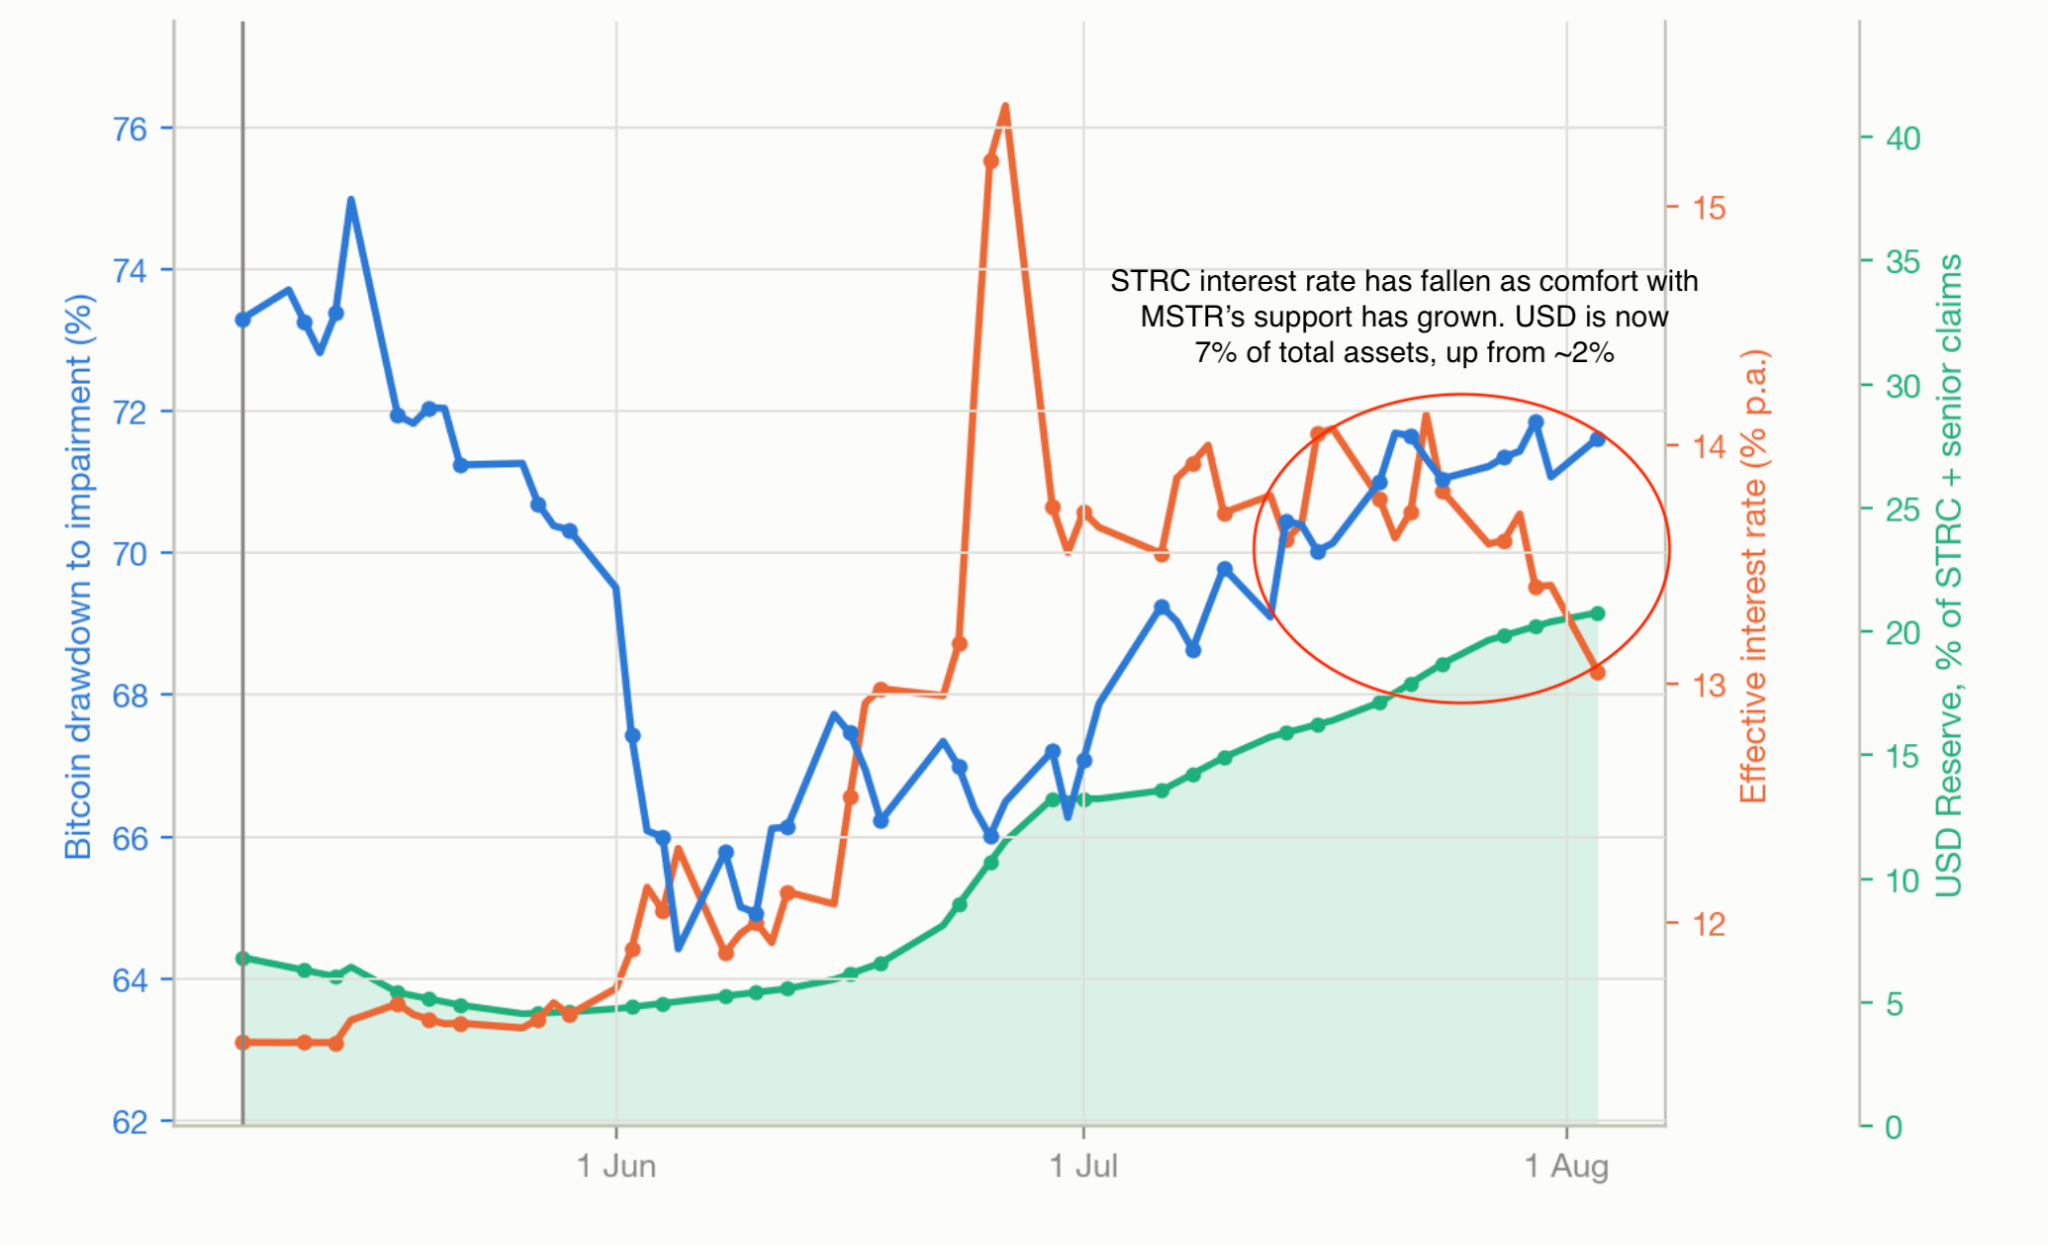 STRC interest rate has fallen as comfort with
MSTR’s support has grown. USD is now
7% of total assets, up from ~2%
Bitcoin drawdown to impairment (%)
76
74
72
70
68
66
64
62
1 Jun
1 Jul
1 Aug
15
14
13
12
Effective interest rate (% p.a.)
40
35
30
25
20
15
10
5
0
USD Reserve, % of STRC + senior claims